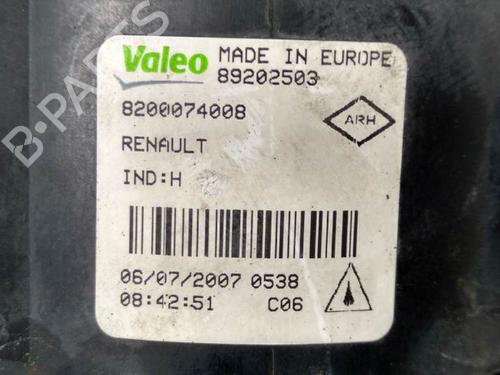 Valeo MADE IN EUROPE
89202503
8200074008
ARH
RENAULT
IND:H
06/07/2007 0538
08:42:51 C06
B-PARTS